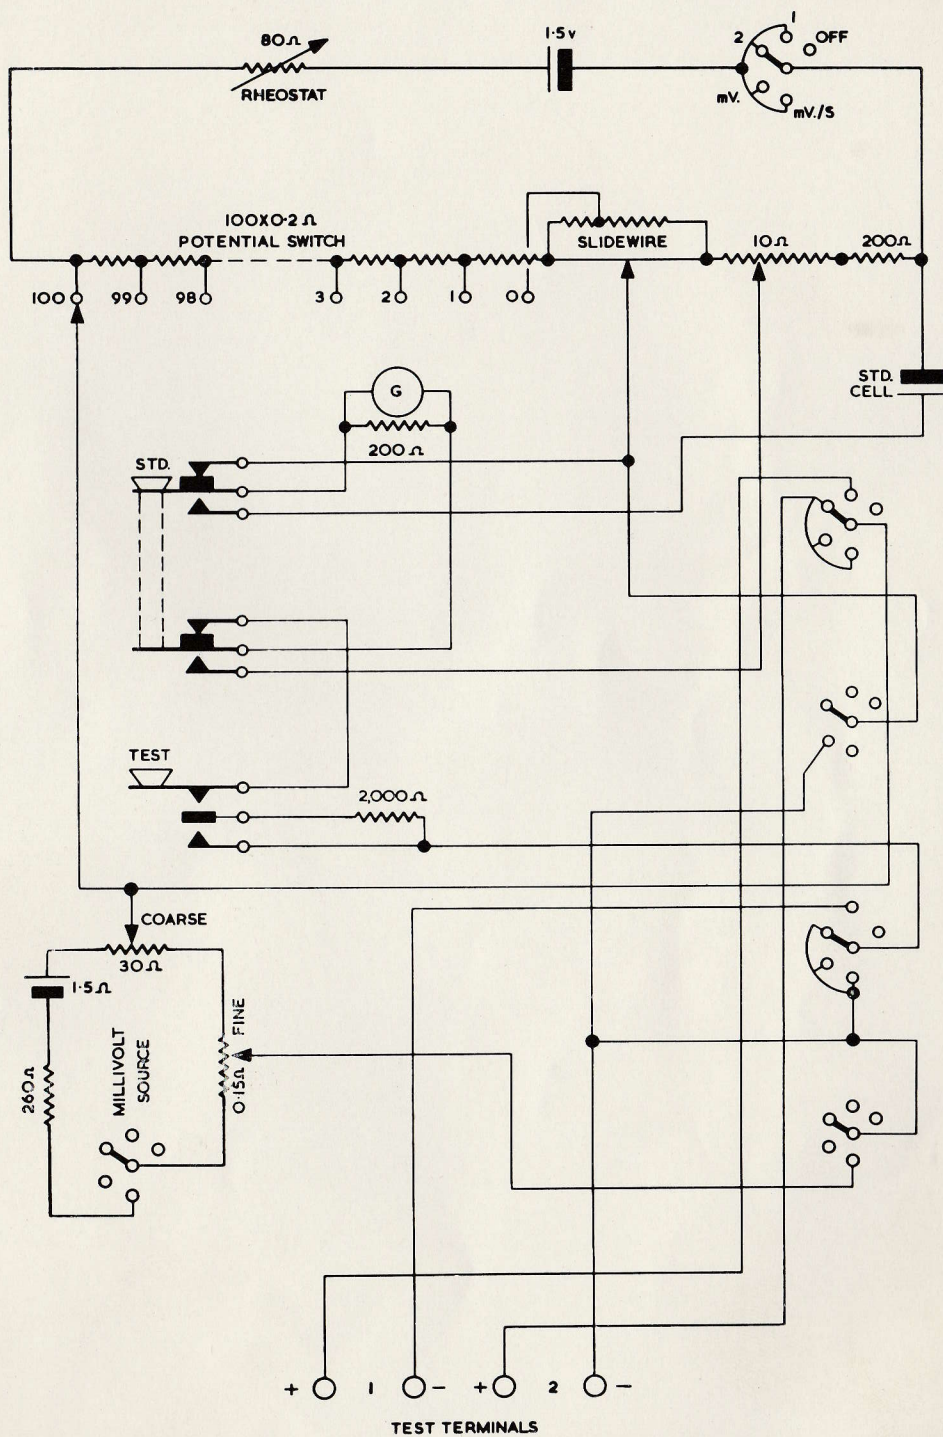 80Ω
RHEOSTAT
1·5v
1
2
OFF
mV.
mV./S
100X0·2Ω
POTENTIAL SWITCH
SLIDEWIRE
10Ω
200Ω
100
99
98
3
2
1
0
STD.
CELL
G
200Ω
STD.
TEST
2,000Ω
COARSE
30Ω
1·5Ω
FINE
0·15Ω
MILLIVOLT
SOURCE
260Ω
+ 1 − + 2 −
TEST TERMINALS